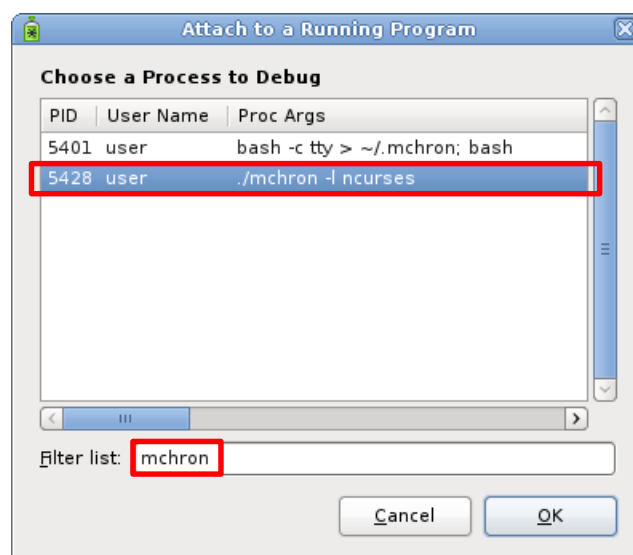 Attach to a Running Program
Choose a Process to Debug
PID User Name Proc Args
5401 user bash -c tty > ~/.mchron; bash
5428 user ./mchron -l ncurses
Filter list: mchron
Cancel OK